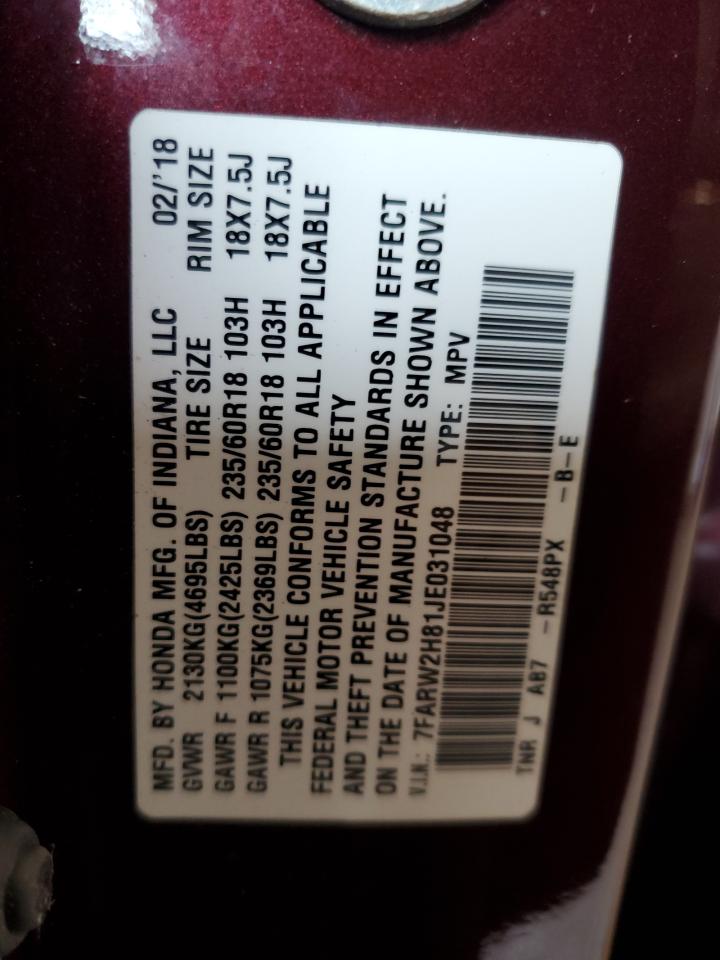 MFD. BY HONDA MFG. OF INDIANA, LLC 02/'18
GVWR 2130KG(4695LBS) TIRE SIZE RIM SIZE
GAWR F 1100KG(2425LBS) 235/60R18 103H 18X7.5J
GAWR R 1075KG(2369LBS) 235/60R18 103H 18X7.5J
THIS VEHICLE CONFORMS TO ALL APPLICABLE
FEDERAL MOTOR VEHICLE SAFETY
AND THEFT PREVENTION STANDARDS IN EFFECT
ON THE DATE OF MANUFACTURE SHOWN ABOVE.
V.I.N.: 7FARW2H81JE031048 TYPE: MPV
TNR J AB7 -R548PX -B-E